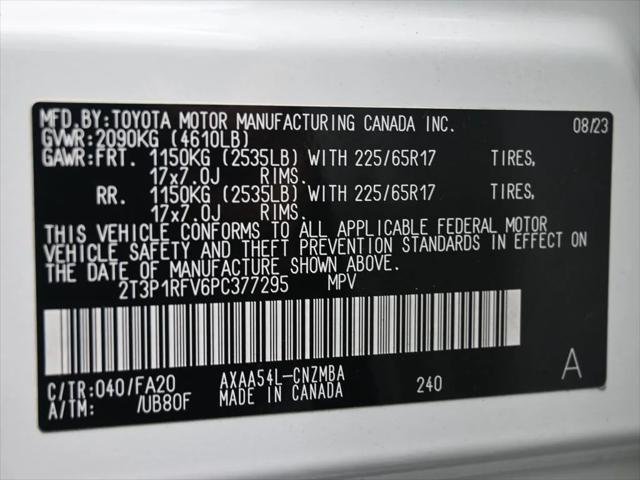 MFD.BY:TOYOTA MOTOR MANUFACTURING CANADA INC. 08/23
GVWR:2090KG (4610LB)
GAWR:FRT. 1150KG (2535LB) WITH 225/65R17 TIRES,
17x7.0J RIMS.
RR. 1150KG (2535LB) WITH 225/65R17 TIRES,
17x7.0J RIMS.
THIS VEHICLE CONFORMS TO ALL APPLICABLE FEDERAL MOTOR
VEHICLE SAFETY AND THEFT PREVENTION STANDARDS IN EFFECT ON
THE DATE OF MANUFACTURE SHOWN ABOVE.
2T3P1RFV6PC377295 MPV
C/TR:040/FA20 AXAA54L-CNZMBA 240 A
A/TM: /UB80F MADE IN CANADA